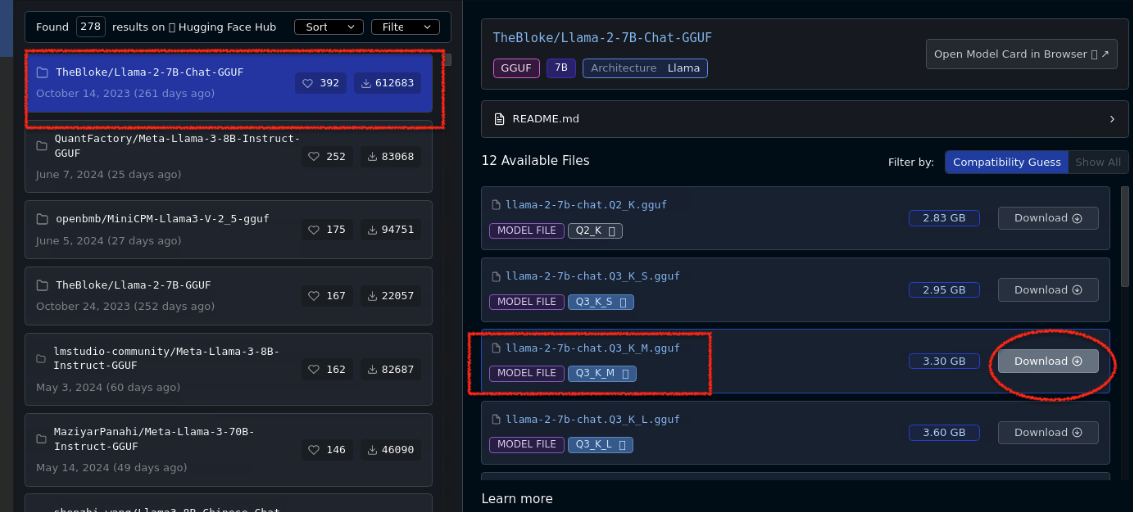 Found 278 results on Hugging Face Hub
Sort
Filte
TheBloke/Llama-2-7B-Chat-GGUF
October 14, 2023 (261 days ago)
392
612683
QuantFactory/Meta-Llama-3-8B-Instruct-
GGUF
June 7, 2024 (25 days ago)
252
83068
openbmb/MiniCPM-Llama3-V-2_5-gguf
June 5, 2024 (27 days ago)
175
94751
TheBloke/Llama-2-7B-GGUF
October 24, 2023 (252 days ago)
167
22057
lmstudio-community/Meta-Llama-3-8B-
Instruct-GGUF
May 3, 2024 (60 days ago)
162
82687
MaziyarPanahi/Meta-Llama-3-70B-
Instruct-GGUF
May 14, 2024 (49 days ago)
146
46090
shenzhi-wang/Llama3-8B-Chinese-Chat-
TheBloke/Llama-2-7B-Chat-GGUF
GGUF
7B
Architecture Llama
Open Model Card in Browser ↗
README.md
12 Available Files
Filter by:
Compatibility Guess
Show All
llama-2-7b-chat.Q2_K.gguf
MODEL FILE
Q2_K
2.83 GB
Download
llama-2-7b-chat.Q3_K_S.gguf
MODEL FILE
Q3_K_S
2.95 GB
Download
llama-2-7b-chat.Q3_K_M.gguf
MODEL FILE
Q3_K_M
3.30 GB
Download
llama-2-7b-chat.Q3_K_L.gguf
MODEL FILE
Q3_K_L
3.60 GB
Download
Learn more